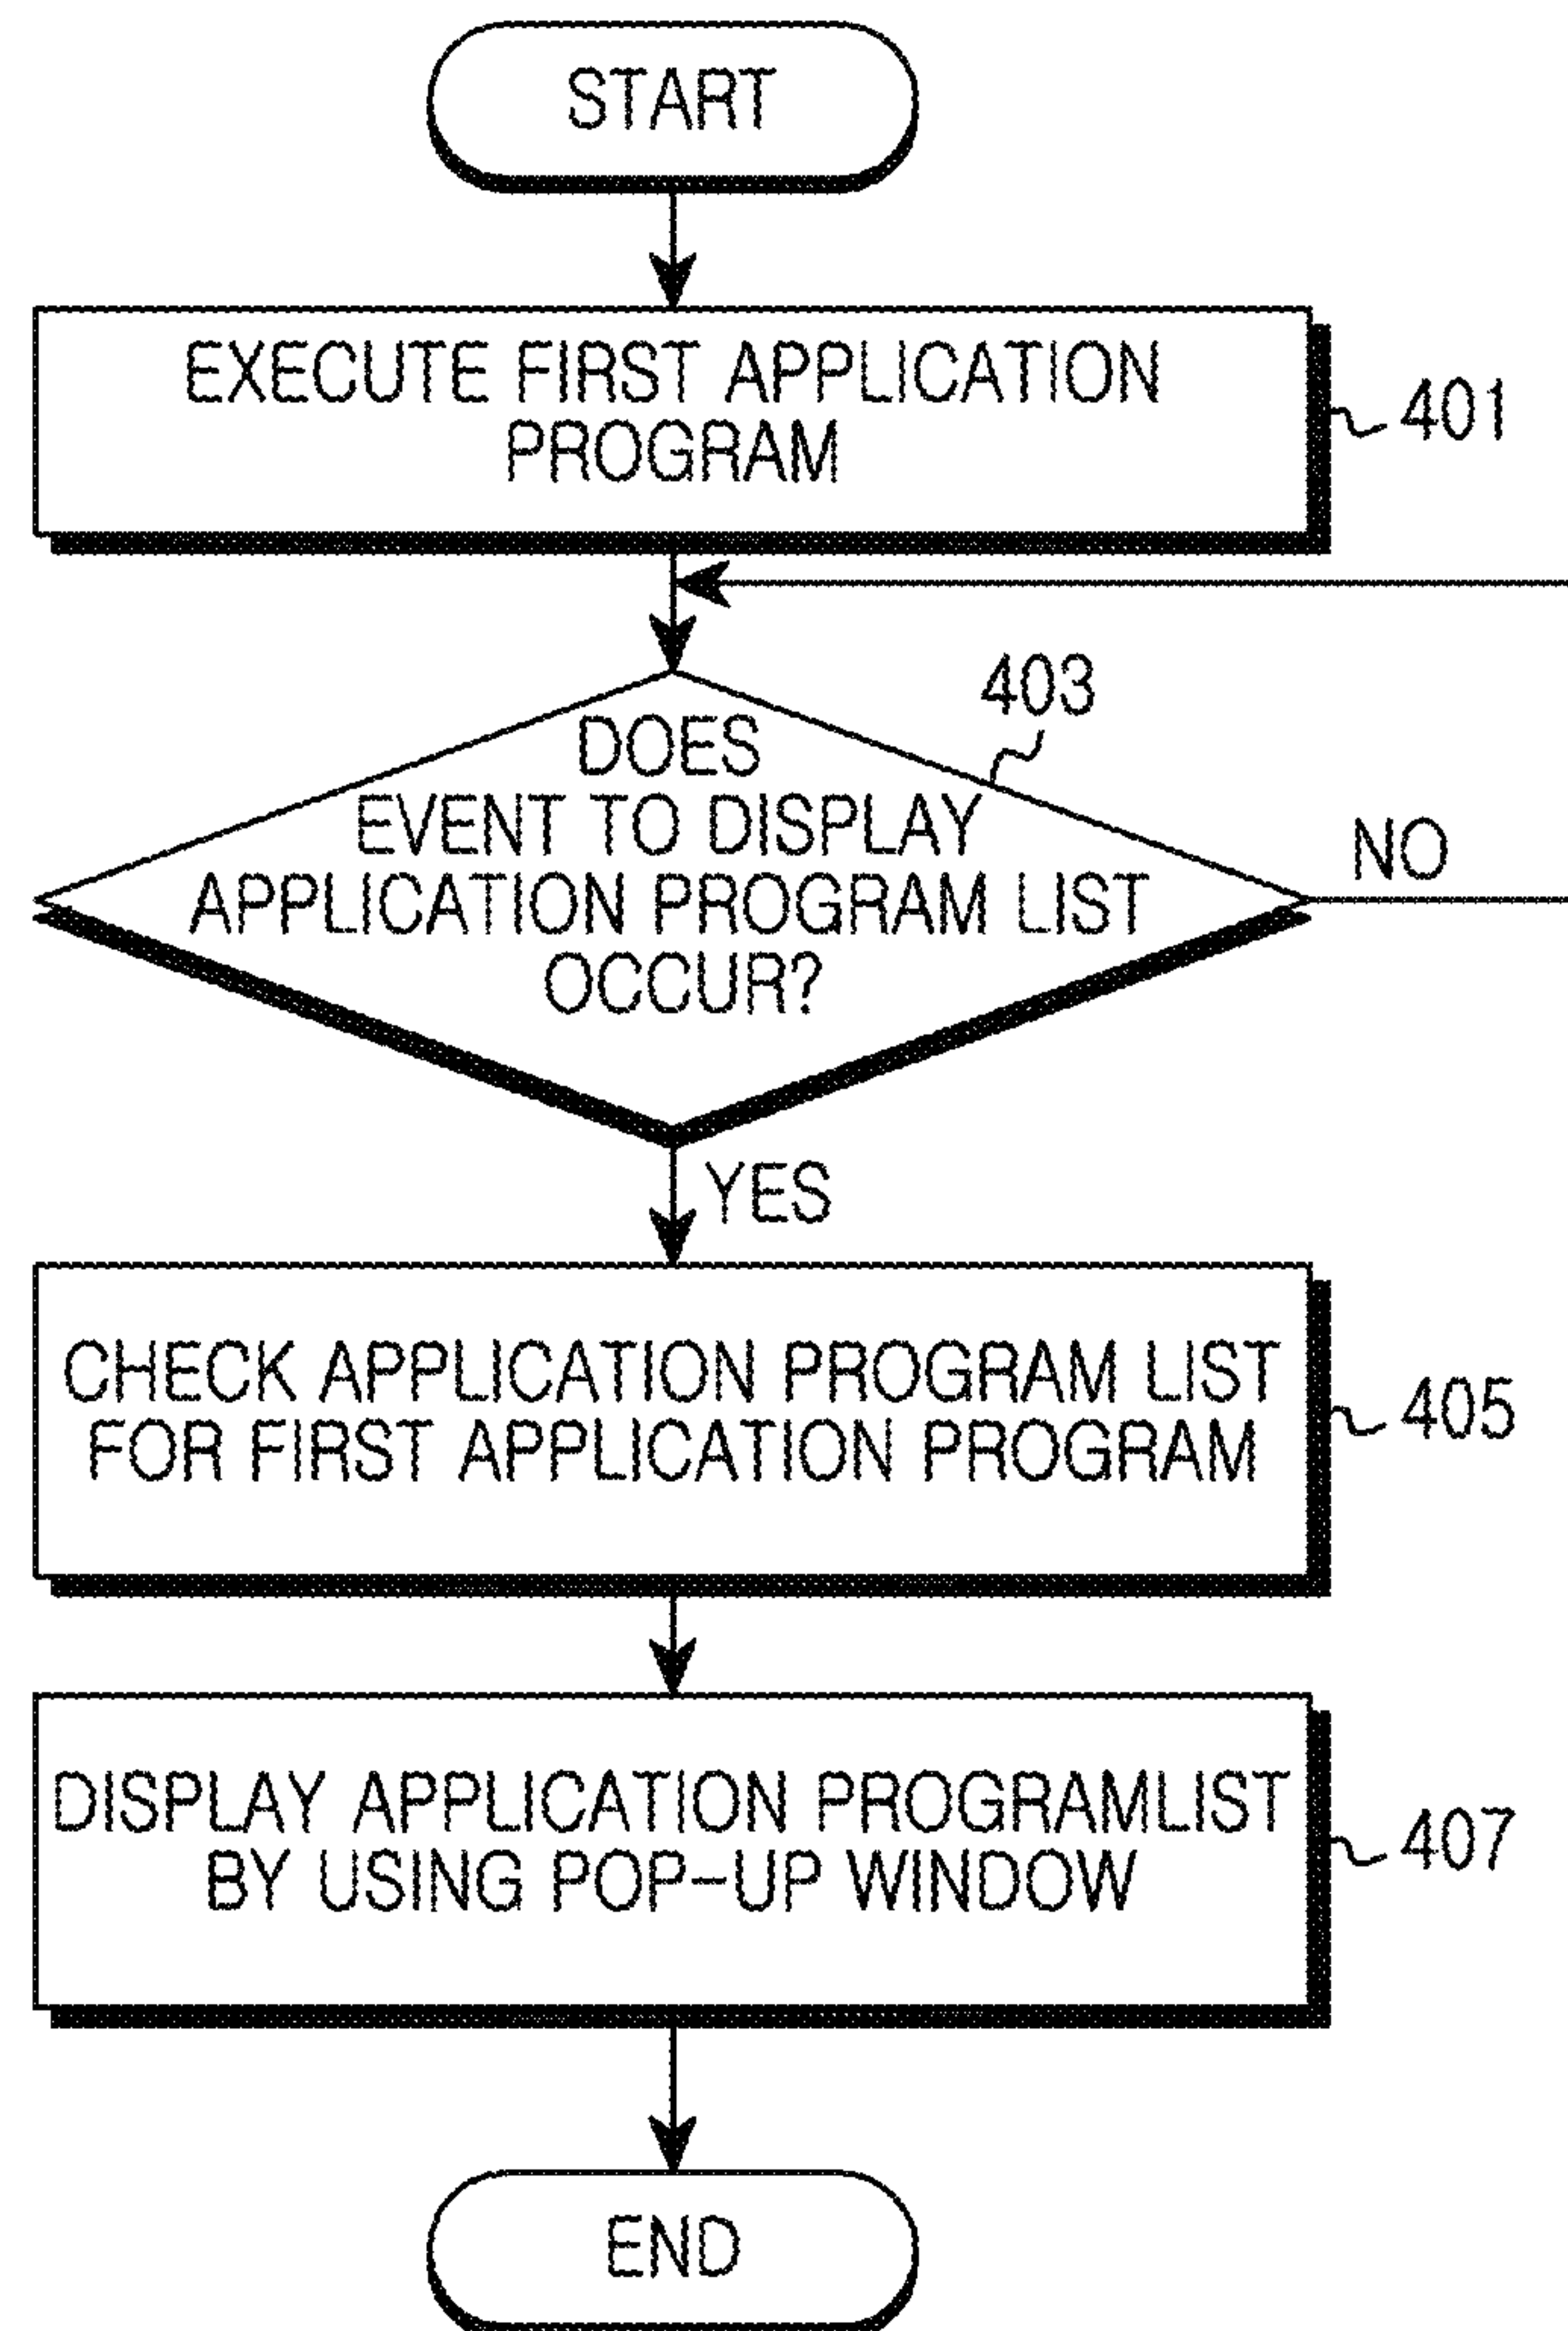 START
EXECUTE FIRST APPLICATION
PROGRAM
401
403
DOES
EVENT TO DISPLAY
APPLICATION PROGRAM LIST
OCCUR?
NO
YES
CHECK APPLICATION PROGRAM LIST
FOR FIRST APPLICATION PROGRAM
405
DISPLAY APPLICATION PROGRAMLIST
BY USING POP-UP WINDOW
407
END